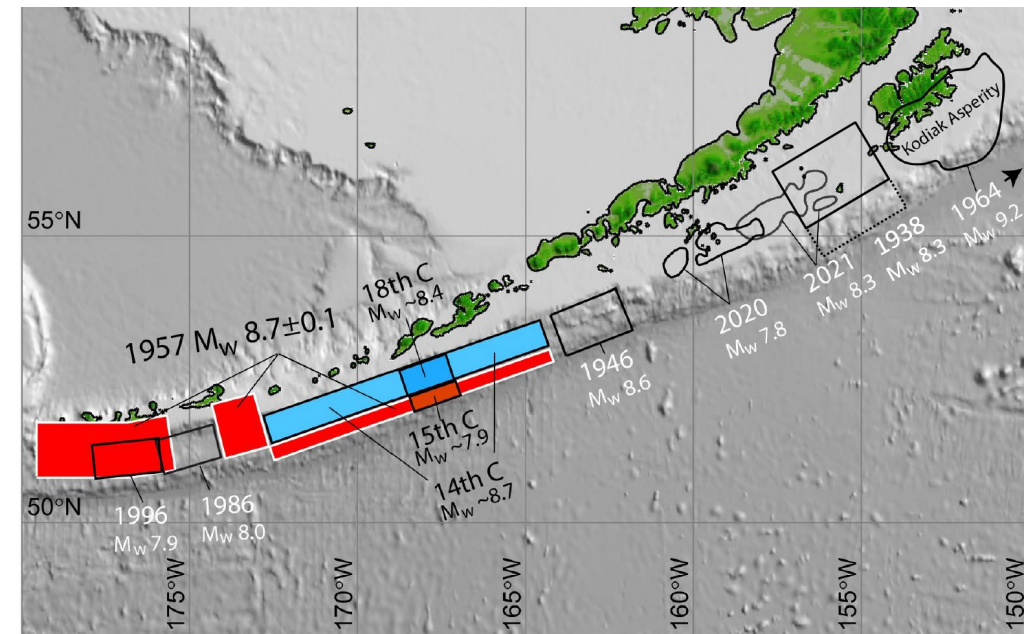 Kodiak Asperity
55°N
1964
Mw 9.2
1938
Mw 8.3
2021
Mw 8.3
18th C
Mw ~8.4
2020
Mw 7.8
1957 Mw 8.7±0.1
1946
Mw 8.6
15th C
Mw ~7.9
14th C
Mw ~8.7
50°N
1996
Mw 7.9
1986
Mw 8.0
175°W
170°W
165°W
160°W
155°W
150°W